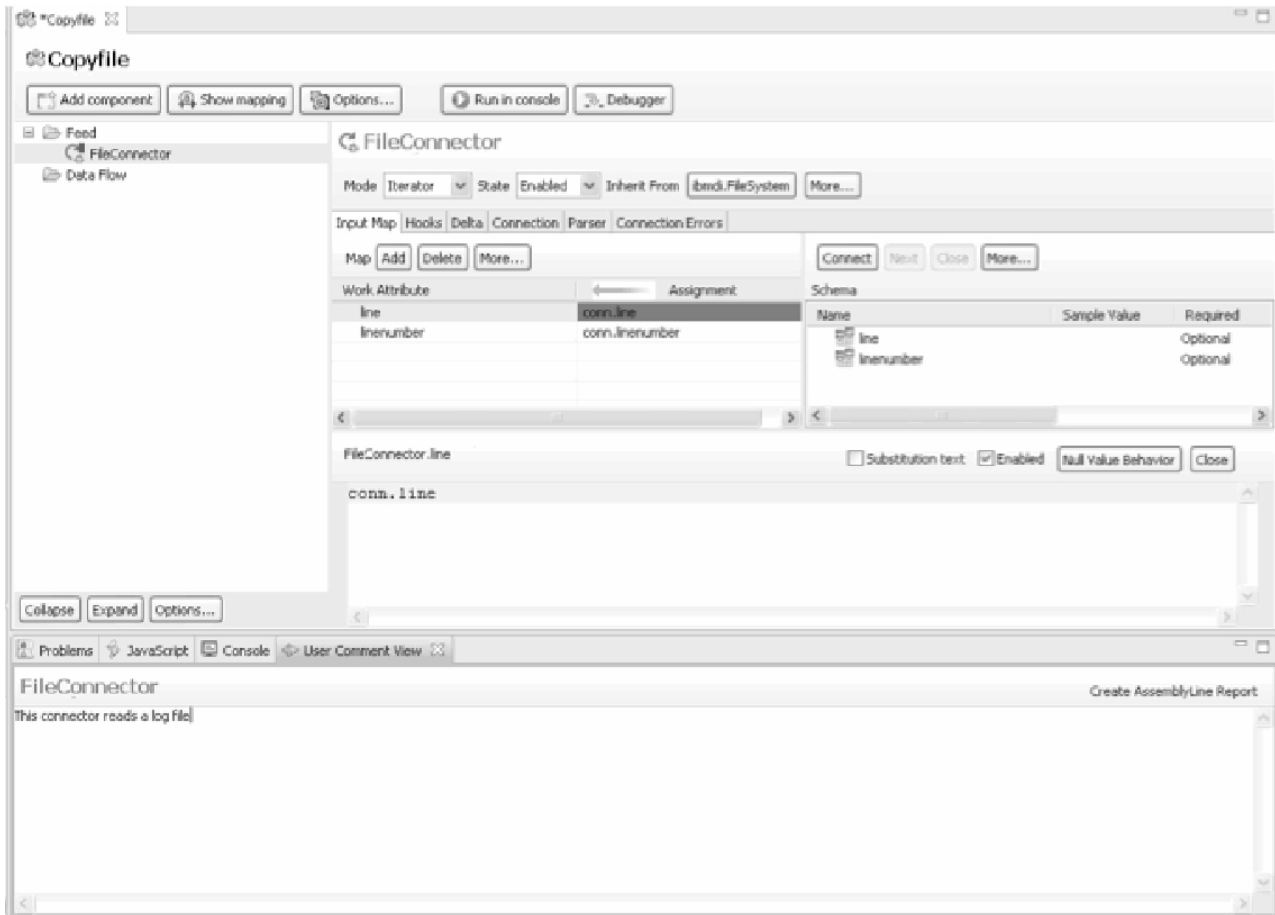 *Copyfile
Copyfile
Add component Show mapping Options... Run in console Debugger
Feed
FileConnector
Data Flow
FileConnector
Mode Iterator State Enabled Inherit From ibmdi.FileSystem More...
Input Map Hooks Delta Connection Parser Connection Errors
Map Add Delete More...
Connect Next Close More...
Work Attribute Assignment
line conn.line
linenumber conn.linenumber
Schema
Name Sample Value Required
line Optional
linenumber Optional
FileConnector.line Substitution text Enabled Null Value Behavior Close
conn.line
Collapse Expand Options...
Problems JavaScript Console User Comment View
FileConnector Create AssemblyLine Report
This connector reads a log file